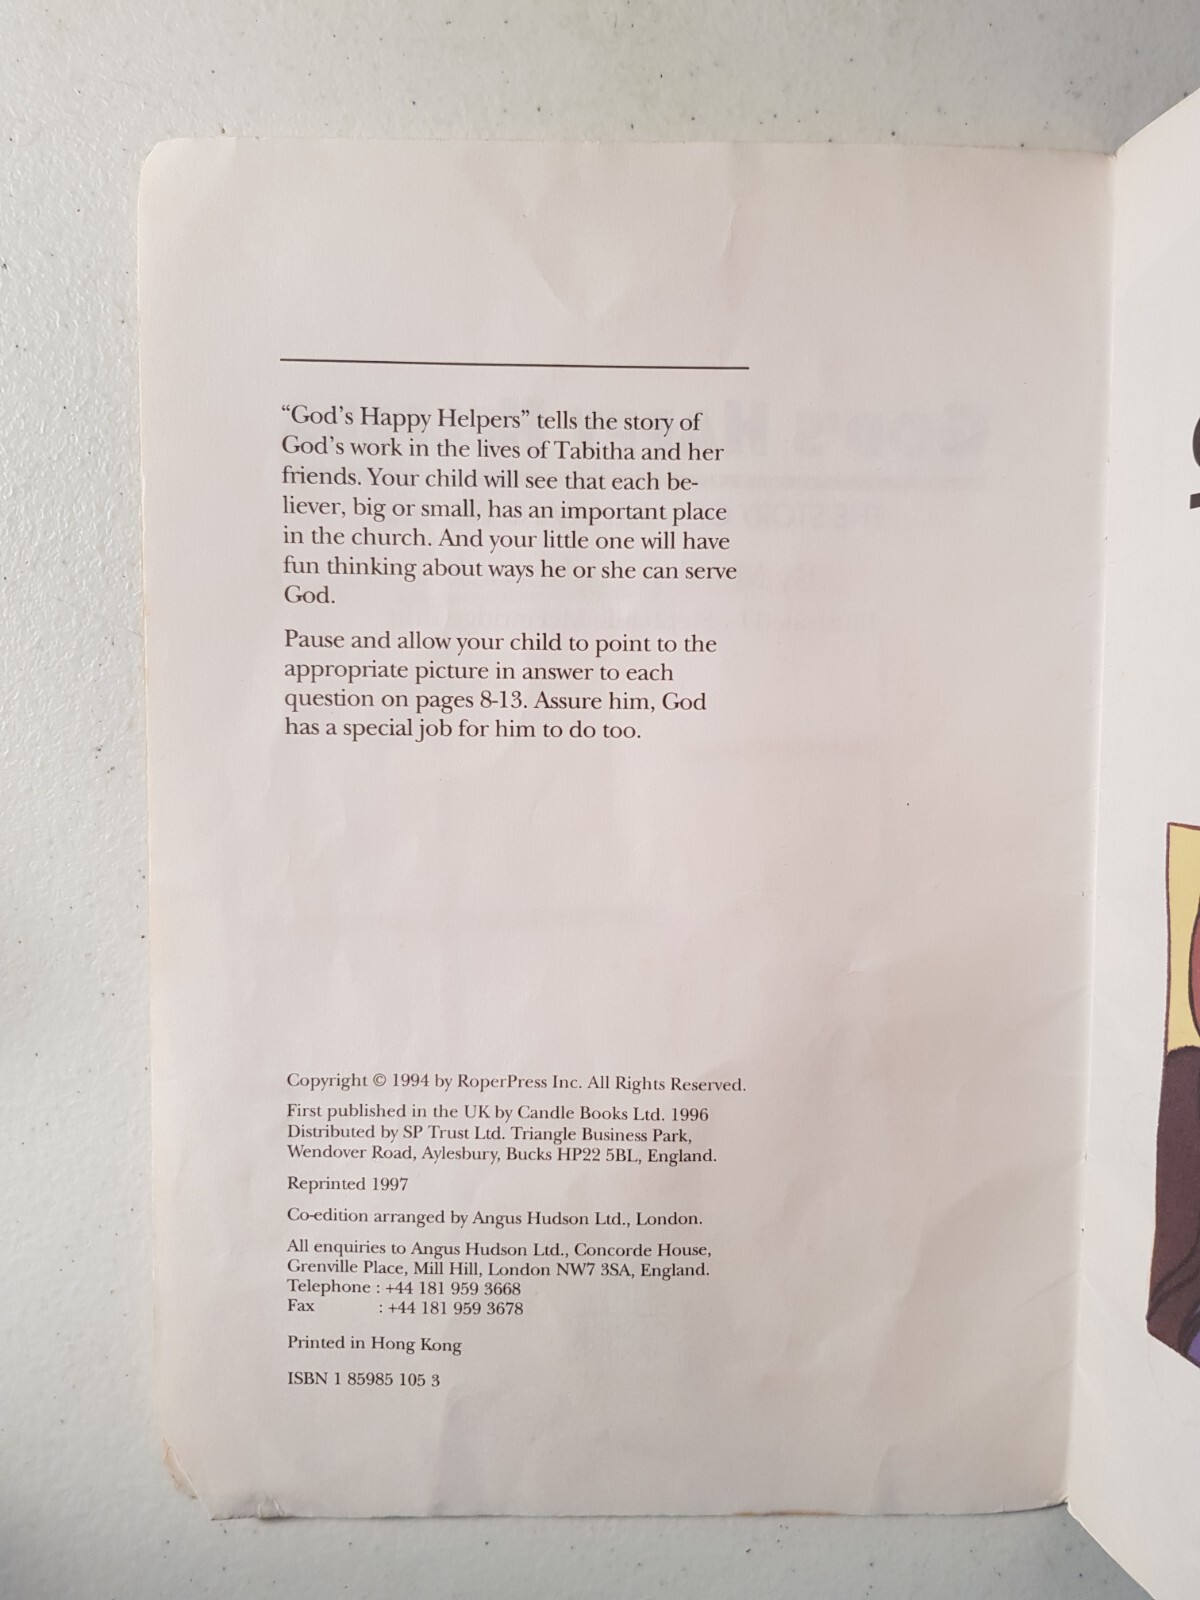 “God’s Happy Helpers” tells the story of
God’s work in the lives of Tabitha and her
friends. Your child will see that each be-
liever, big or small, has an important place
in the church. And your little one will have
fun thinking about ways he or she can serve
God.
Pause and allow your child to point to the
appropriate picture in answer to each
question on pages 8-13. Assure him, God
has a special job for him to do too.
Copyright © 1994 by RoperPress Inc. All Rights Reserved.
First published in the UK by Candle Books Ltd. 1996
Distributed by SP Trust Ltd. Triangle Business Park,
Wendover Road, Aylesbury, Bucks HP22 5BL, England.
Reprinted 1997
Co-edition arranged by Angus Hudson Ltd., London.
All enquiries to Angus Hudson Ltd., Concorde House,
Grenville Place, Mill Hill, London NW7 3SA, England.
Telephone : +44 181 959 3668
Fax : +44 181 959 3678
Printed in Hong Kong
ISBN 1 85985 105 3